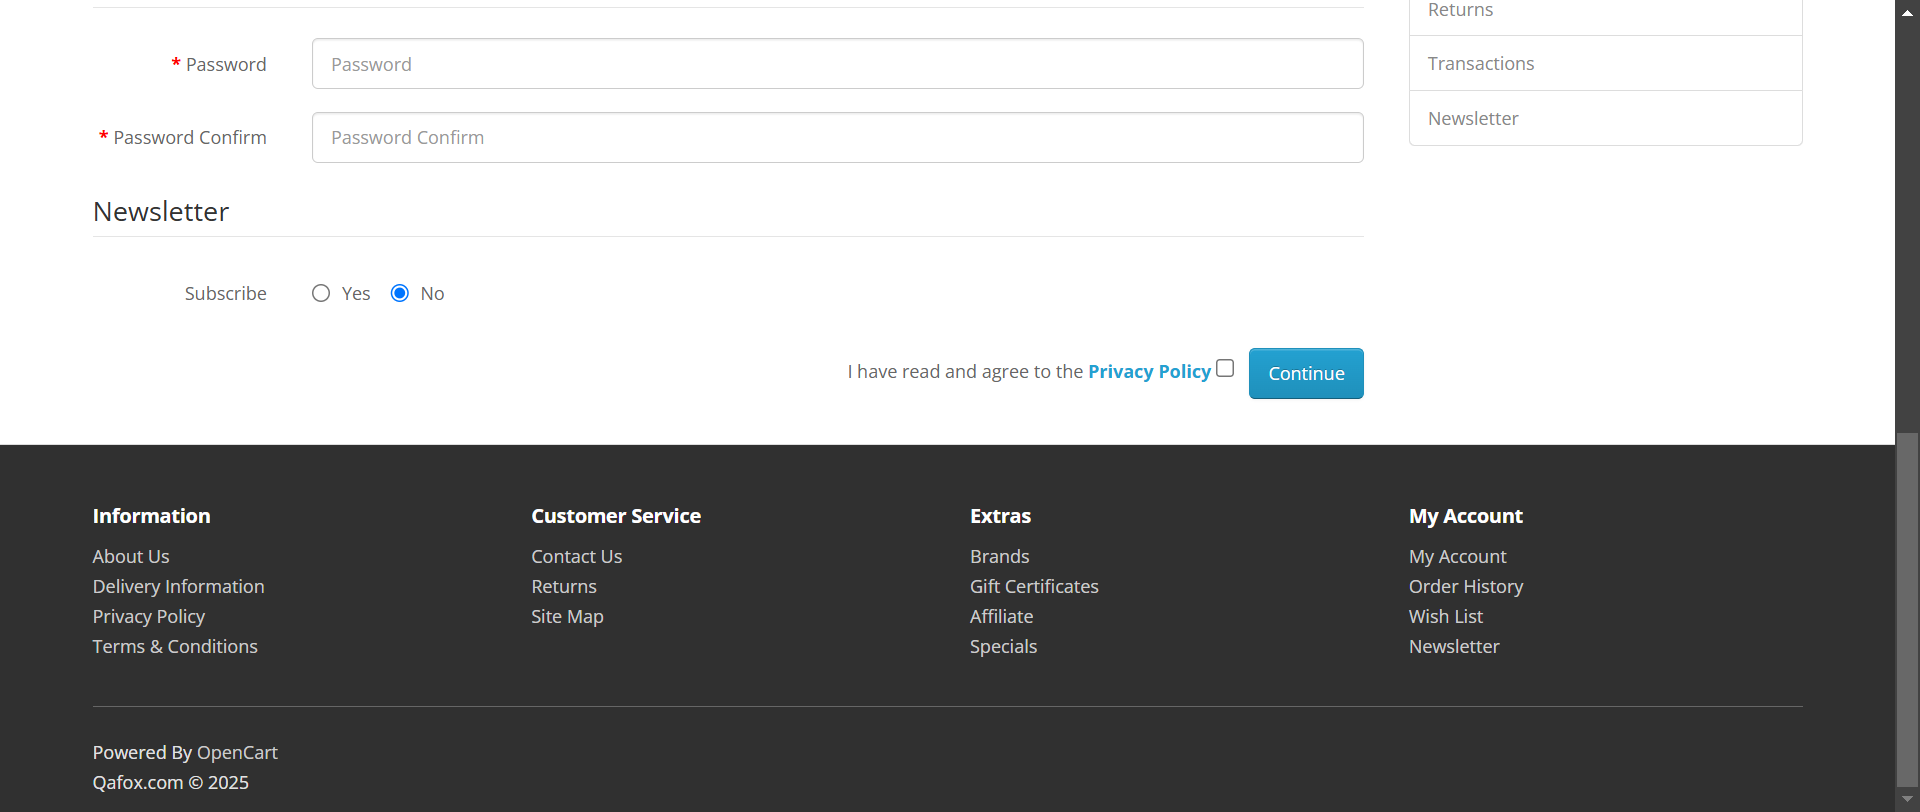 * Password
Password
* Password Confirm
Password Confirm
Newsletter
Subscribe Yes No
I have read and agree to the Privacy Policy Continue
Returns
Transactions
Newsletter
Information
About Us
Delivery Information
Privacy Policy
Terms & Conditions
Customer Service
Contact Us
Returns
Site Map
Extras
Brands
Gift Certificates
Affiliate
Specials
My Account
My Account
Order History
Wish List
Newsletter
Powered By OpenCart
Qafox.com © 2025